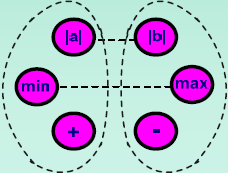 |a| |b|
min max
+ -